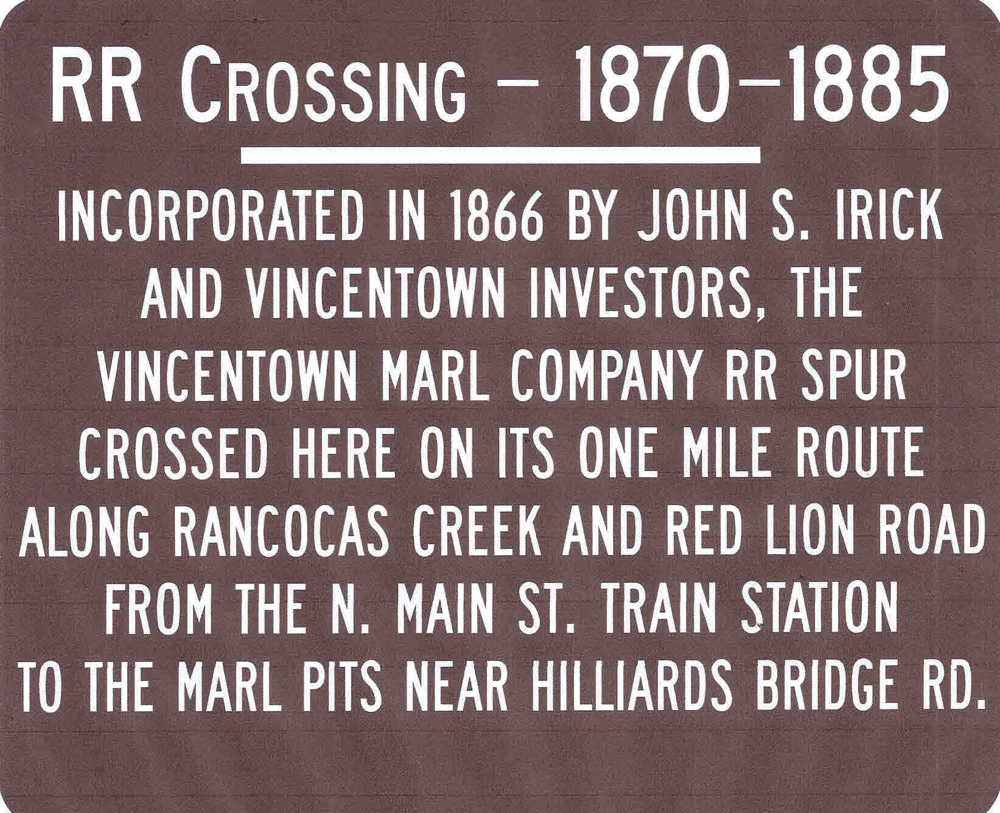 RR CROSSING – 1870–1885
INCORPORATED IN 1866 BY JOHN S. IRICK
AND VINCENTOWN INVESTORS, THE
VINCENTOWN MARL COMPANY RR SPUR
CROSSED HERE ON ITS ONE MILE ROUTE
ALONG RANCOCAS CREEK AND RED LION ROAD
FROM THE N. MAIN ST. TRAIN STATION
TO THE MARL PITS NEAR HILLIARDS BRIDGE RD.